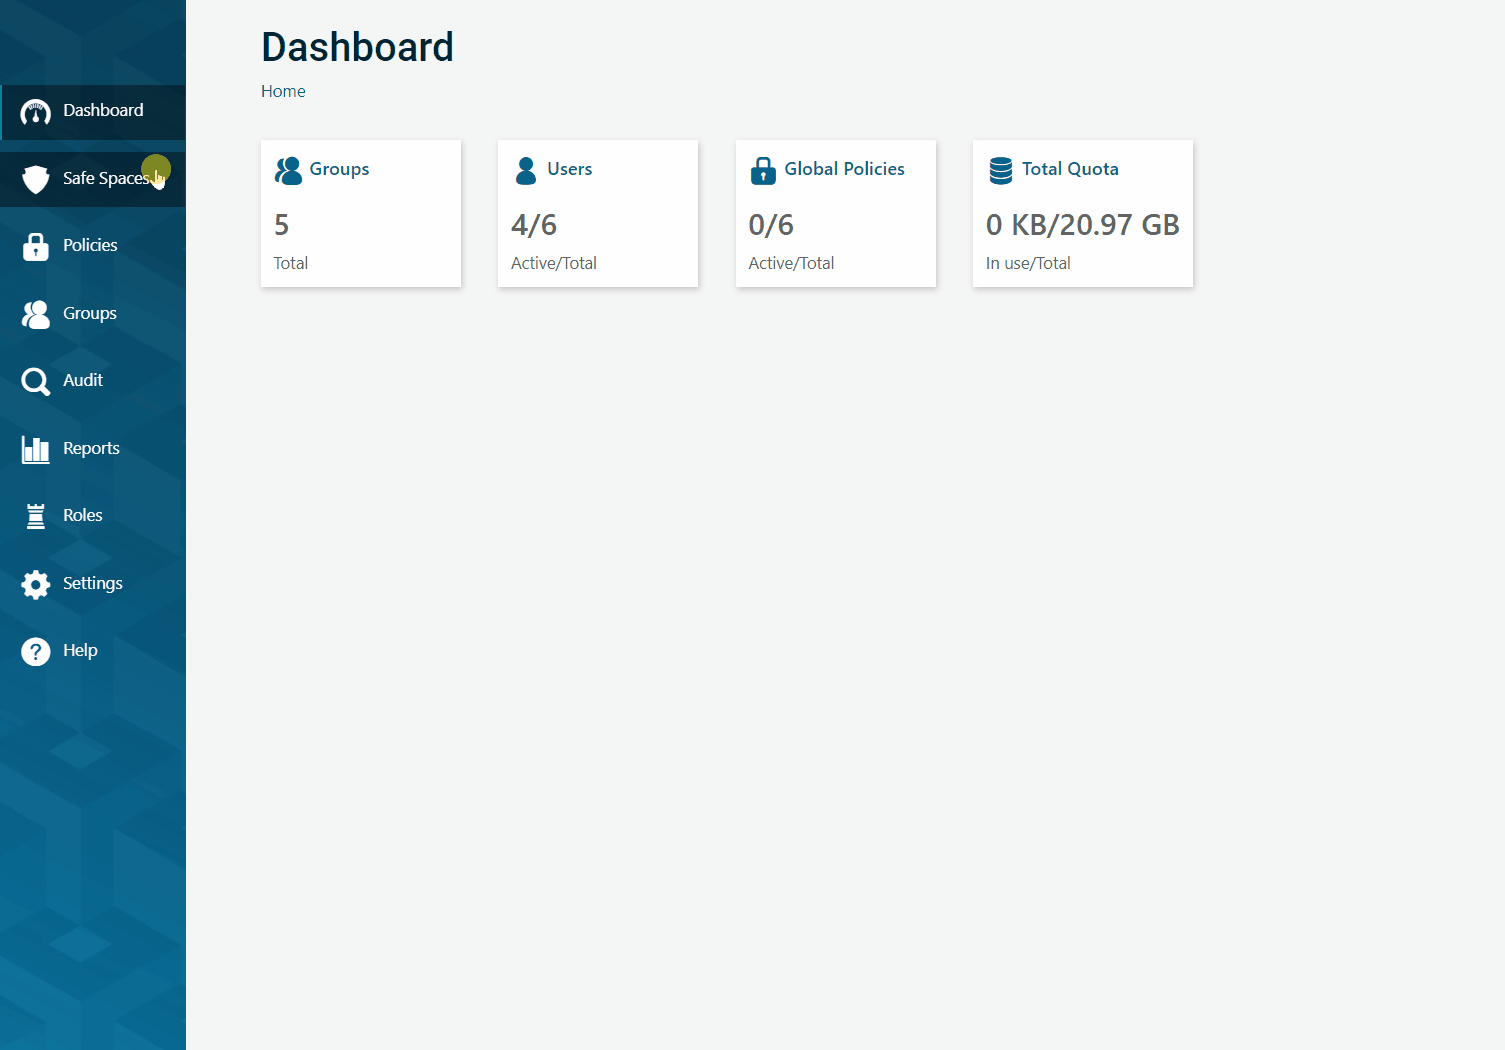 Dashboard
Safe Spaces
Policies
Groups
Audit
Reports
Roles
Settings
Help
Dashboard
Home
Groups
5
Total
Users
4/6
Active/Total
Global Policies
0/6
Active/Total
Total Quota
0 KB/20.97 GB
In use/Total